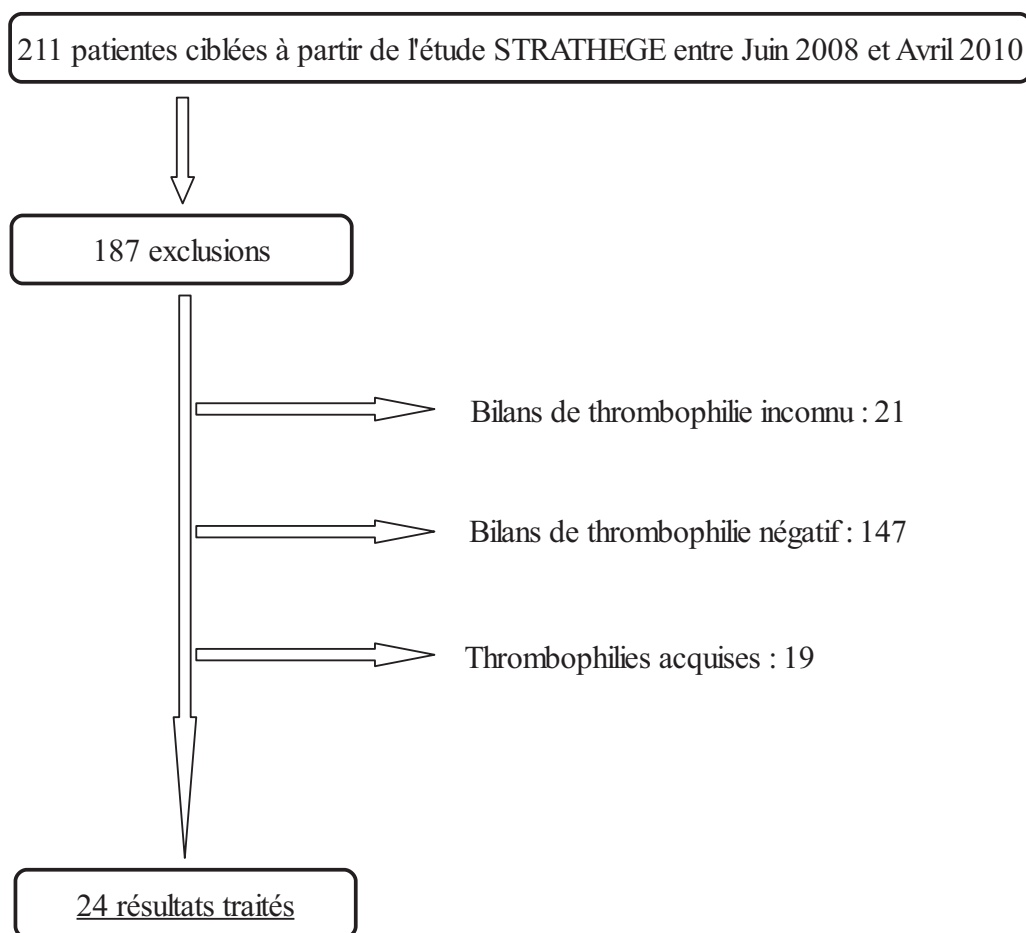 211 patientes ciblées à partir de l'étude STRATHEGE entre Juin 2008 et Avril 2010
187 exclusions
Bilans de thrombophilie inconnu : 21
Bilans de thrombophilie négatif : 147
Thrombophilies acquises : 19
24 résultats traités